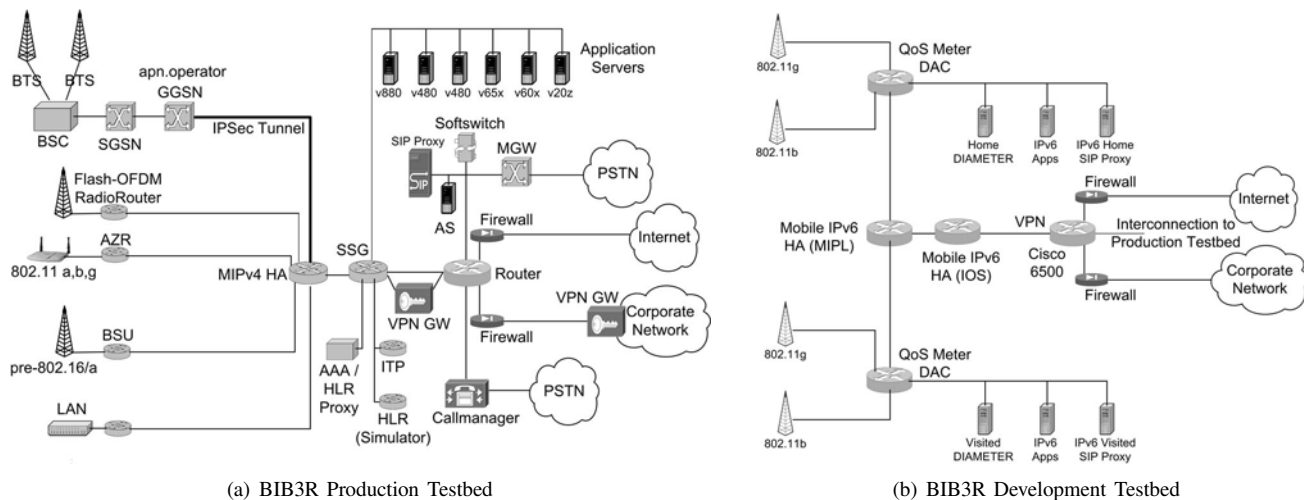 BTS
BTS
apn.operator
GGSN
BSC
SGSN
IPSec Tunnel
Flash-OFDM
RadioRouter
AZR
802.11 a,b,g
MIPv4 HA
BSU
pre-802.16/a
LAN
Application
Servers
v880
v480
v480
v65x
v60x
v20z
Softswitch
SIP Proxy
SIP
MGW
PSTN
AS
Firewall
Internet
SSG
Router
VPN GW
VPN GW
Corporate
Network
Firewall
AAA /
HLR
Proxy
ITP
HLR
(Simulator)
Callmanager
PSTN
(a) BIB3R Production Testbed
802.11g
QoS Meter
DAC
802.11b
Home
DIAMETER
IPv6
Apps
IPv6 Home
SIP Proxy
Firewall
Internet
Mobile IPv6
HA (MIPL)
Mobile IPv6
HA (IOS)
VPN
Cisco
6500
Interconnection to
Production Testbed
Firewall
Corporate
Network
802.11g
QoS Meter
DAC
802.11b
Visited
DIAMETER
IPv6
Apps
IPv6 Visited
SIP Proxy
(b) BIB3R Development Testbed